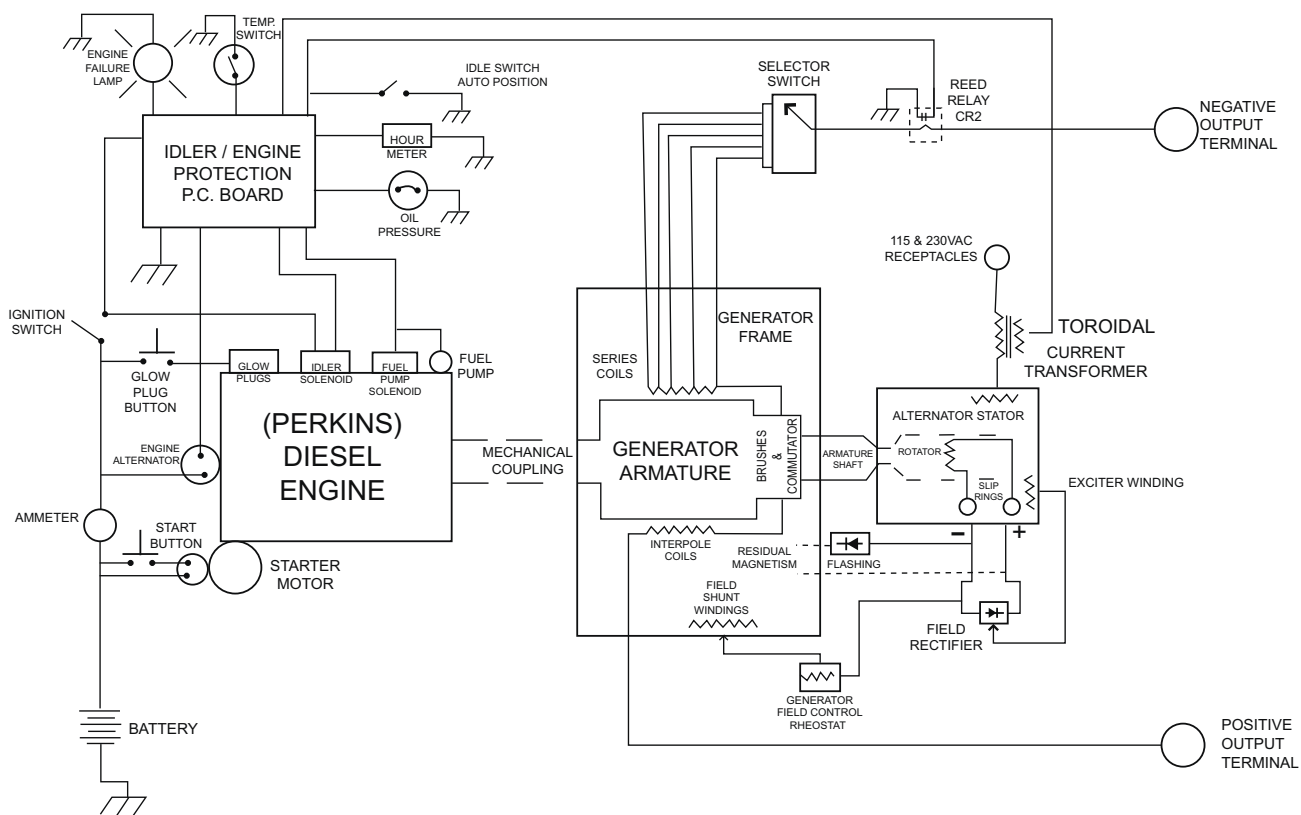 ENGINE
FAILURE
LAMP
TEMP.
SWITCH
IDLE SWITCH
AUTO POSITION
SELECTOR
SWITCH
REED
RELAY
CR2
NEGATIVE
OUTPUT
TERMINAL
IDLER / ENGINE
PROTECTION
P.C. BOARD
HOUR
METER
OIL
PRESSURE
115 & 230VAC
RECEPTACLES
IGNITION
SWITCH
GLOW
PLUG
BUTTON
GLOW
PLUGS
IDLER
SOLENOID
FUEL
PUMP
SOLENOID
FUEL
PUMP
GENERATOR
FRAME
TOROIDAL
CURRENT
TRANSFORMER
SERIES
COILS
(PERKINS)
DIESEL
ENGINE
ENGINE
ALTERNATOR
MECHANICAL
COUPLING
GENERATOR
ARMATURE
BRUSHES
&
COMMUTATOR
ARMATURE
SHAFT
ALTERNATOR STATOR
ROTATOR
SLIP
RINGS
EXCITER WINDING
AMMETER
START
BUTTON
STARTER
MOTOR
INTERPOLE
COILS
RESIDUAL
MAGNETISM
FLASHING
- +
FIELD
SHUNT
WINDINGS
FIELD
RECTIFIER
GENERATOR
FIELD CONTROL
RHEOSTAT
BATTERY
POSITIVE
OUTPUT
TERMINAL